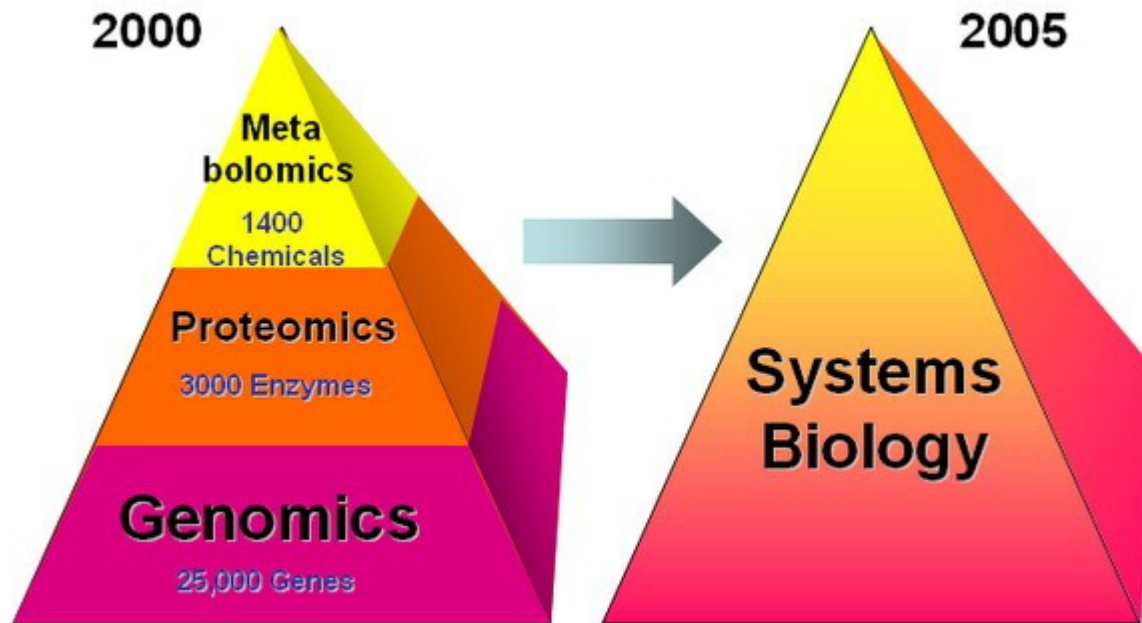 2000
Meta
bolomics
1400
Chemicals
Proteomics
3000 Enzymes
Genomics
25,000 Genes
2005
Systems
Biology